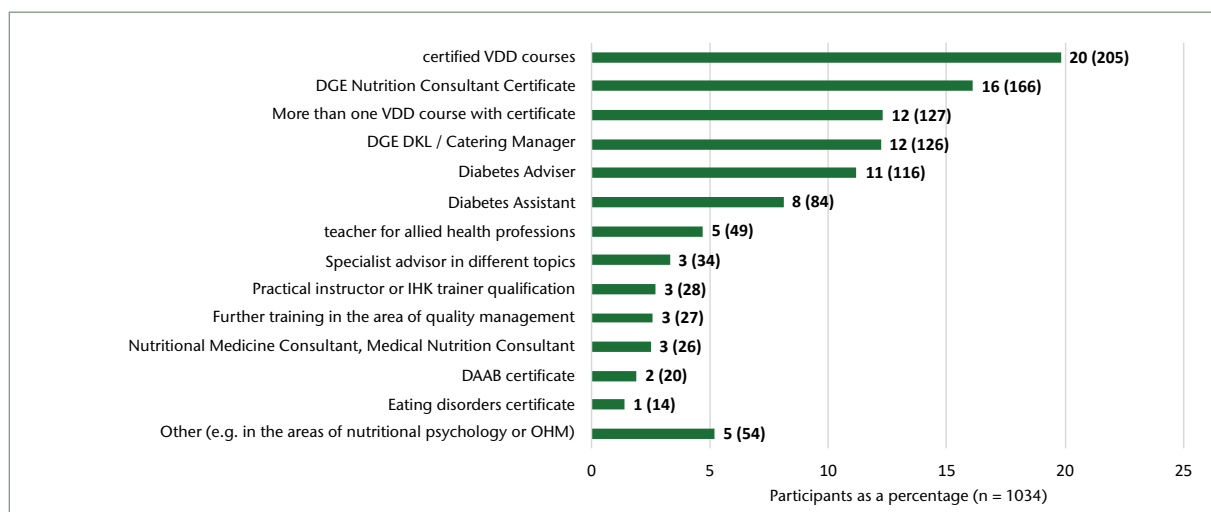 certified VDD courses 20 (205)
DGE Nutrition Consultant Certificate 16 (166)
More than one VDD course with certificate 12 (127)
DGE DKL / Catering Manager 12 (126)
Diabetes Adviser 11 (116)
Diabetes Assistant 8 (84)
teacher for allied health professions 5 (49)
Specialist advisor in different topics 3 (34)
Practical instructor or IHK trainer qualification 3 (28)
Further training in the area of quality management 3 (27)
Nutritional Medicine Consultant, Medical Nutrition Consultant 3 (26)
DAAB certificate 2 (20)
Eating disorders certificate 1 (14)
Other (e.g. in the areas of nutritional psychology or OHM) 5 (54)
0 5 10 15 20 25
Participants as a percentage (n = 1034)